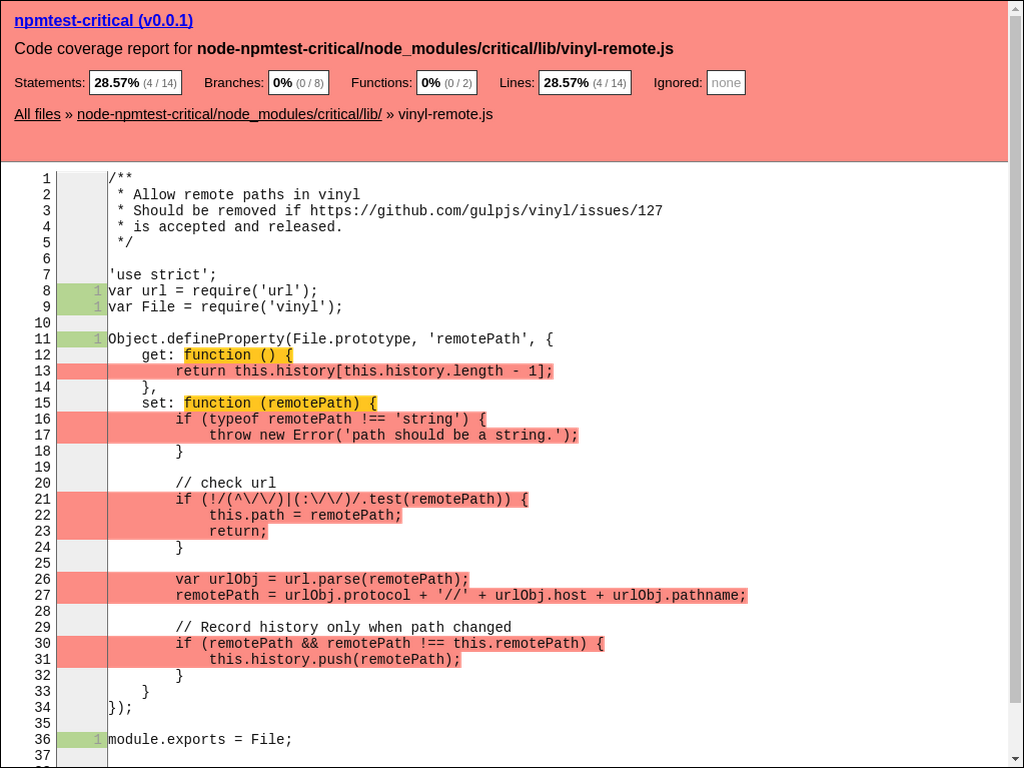 npmtest-critical (v0.0.1)
Code coverage report for node-npmtest-critical/node_modules/critical/lib/vinyl-remote.js
Statements: 28.57% (4 / 14) Branches: 0% (0 / 8) Functions: 0% (0 / 2) Lines: 28.57% (4 / 14) Ignored: none
All files » node-npmtest-critical/node_modules/critical/lib/ » vinyl-remote.js
1 /**
2  * Allow remote paths in vinyl
3  * Should be removed if https://github.com/gulpjs/vinyl/issues/127
4  * is accepted and released.
5  */
6
7 'use strict';
8 1 var url = require('url');
9 1 var File = require('vinyl');
10
11 1 Object.defineProperty(File.prototype, 'remotePath', {
12     get: function () {
13         return this.history[this.history.length - 1];
14     },
15     set: function (remotePath) {
16         if (typeof remotePath !== 'string') {
17             throw new Error('path should be a string.');
18         }
19
20         // check url
21         if (!/(^\/\/)|(:\/\/)/.test(remotePath)) {
22             this.path = remotePath;
23             return;
24         }
25
26         var urlObj = url.parse(remotePath);
27         remotePath = urlObj.protocol + '//' + urlObj.host + urlObj.pathname;
28
29         // Record history only when path changed
30         if (remotePath && remotePath !== this.remotePath) {
31             this.history.push(remotePath);
32         }
33     }
34 });
35
36 1 module.exports = File;
37